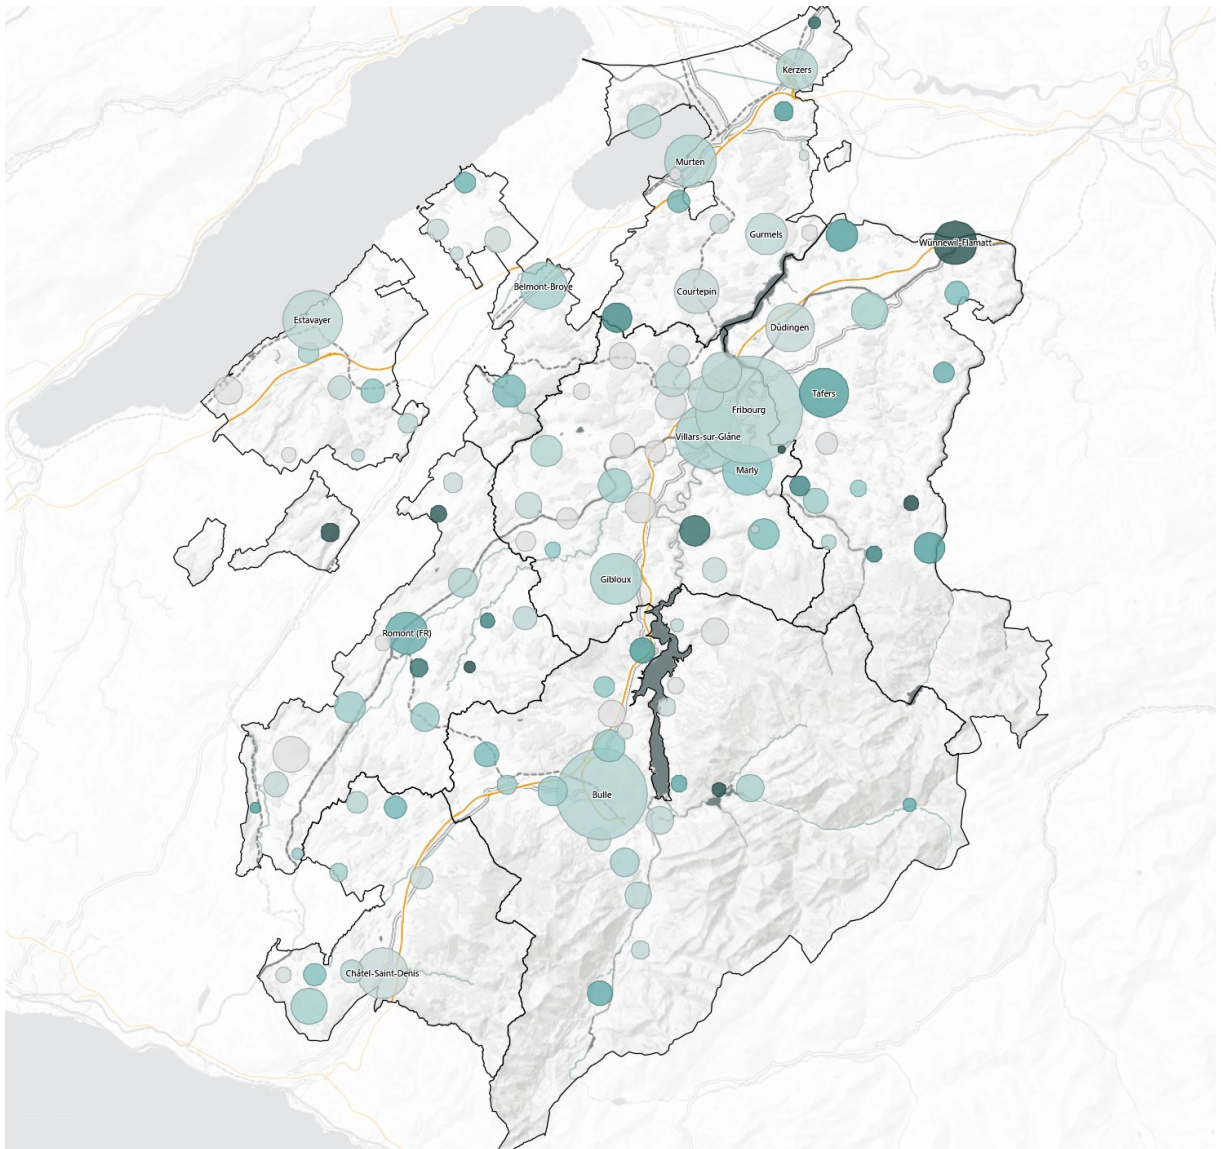 Kerzers
Murten
Gurmels
Wünnewil-Flamatt
Belmont-Broye
Courtepin
Estavayer
Düdingen
Tafers
Fribourg
Villars-sur-Glâne
Marly
Gibloux
Romont (FR)
Bulle
Châtel-Saint-Denis